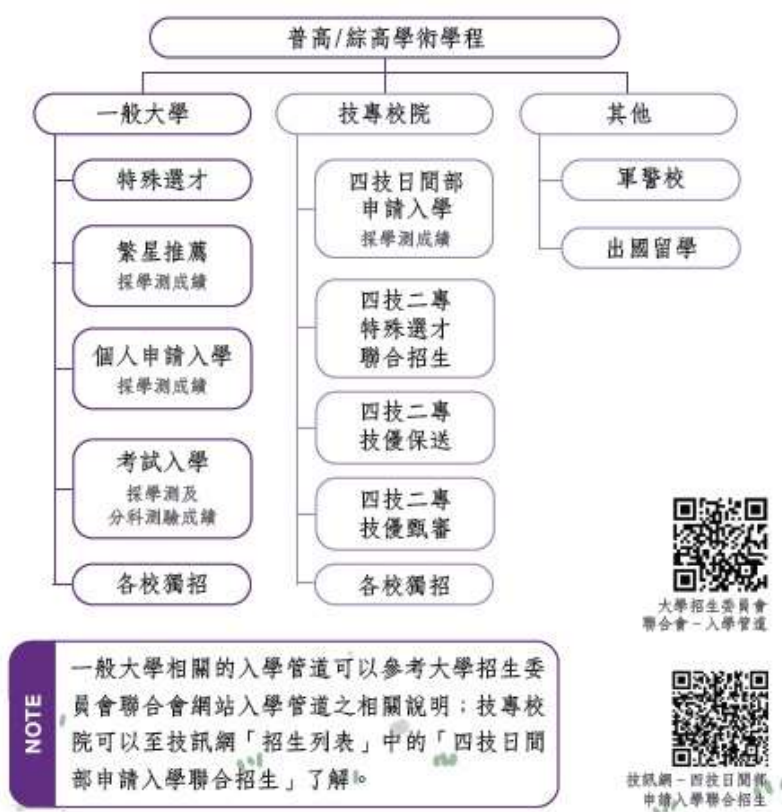 普高/綜高學術學程
一般大學
特殊選才
繁星推薦
採學測成績
個人申請入學
採學測成績
考試入學
採學測及
分科測驗成績
各校獨招
技專校院
四技日間部
申請入學
採學測成績
四技二專
特殊選才
聯合招生
四技二專
技優保送
四技二專
技優甄審
各校獨招
其他
軍警校
出國留學
大學招生委員會
聯合會－入學管道
NOTE
一般大學相關的入學管道可以參考大學招生委
員會聯合會網站入學管道之相關說明；技專校
院可以至技訊網「招生列表」中的「四技日間
部申請入學聯合招生」了解。
技訊網－四技日間部
申請入學聯合招生